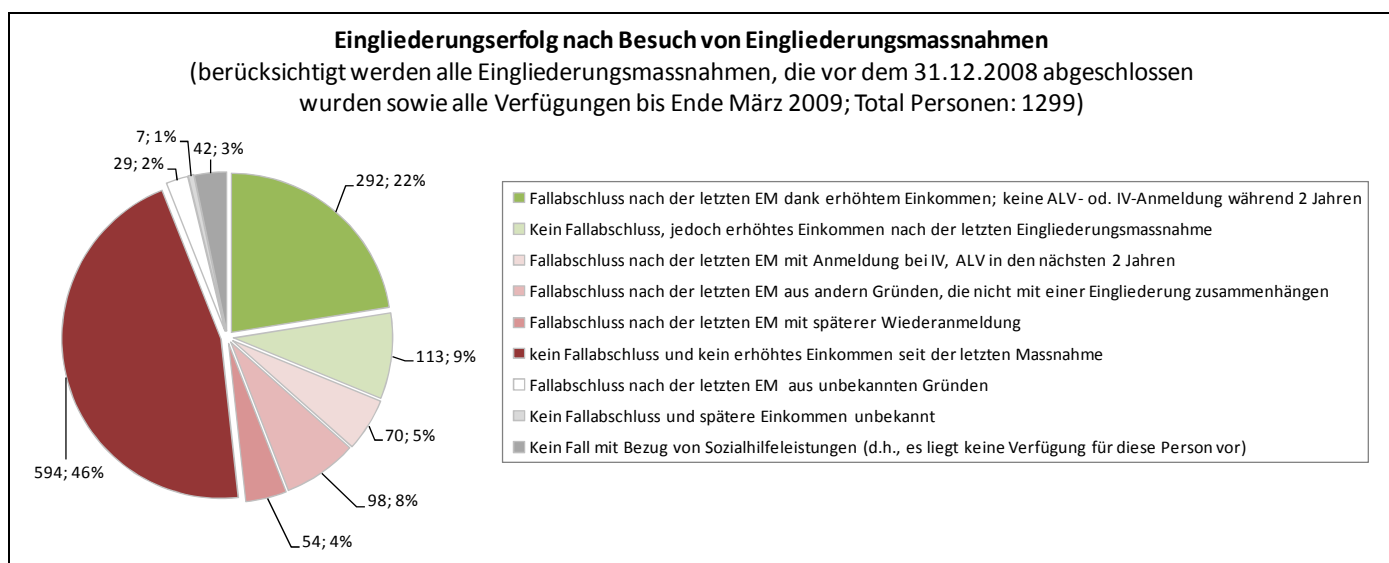 Eingliederungserfolg nach Besuch von Eingliederungsmassnahmen
(berücksichtigt werden alle Eingliederungsmassnahmen, die vor dem 31.12.2008 abgeschlossen
wurden sowie alle Verfügungen bis Ende März 2009; Total Personen: 1299)
7; 1%
42; 3%
29; 2%
292; 22%
113; 9%
70; 5%
98; 8%
54; 4%
594; 46%
Fallabschluss nach der letzten EM dank erhöhtem Einkommen; keine ALV- od. IV-Anmeldung während 2 Jahren
Kein Fallabschluss, jedoch erhöhtes Einkommen nach der letzten Eingliederungsmassnahme
Fallabschluss nach der letzten EM mit Anmeldung bei IV, ALV in den nächsten 2 Jahren
Fallabschluss nach der letzten EM aus andern Gründen, die nicht mit einer Eingliederung zusammenhängen
Fallabschluss nach der letzten EM mit späterer Wiederanmeldung
kein Fallabschluss und kein erhöhtes Einkommen seit der letzten Massnahme
Fallabschluss nach der letzten EM aus unbekannten Gründen
Kein Fallabschluss und spätere Einkommen unbekannt
Kein Fall mit Bezug von Sozialhilfeleistungen (d.h., es liegt keine Verfügung für diese Person vor)